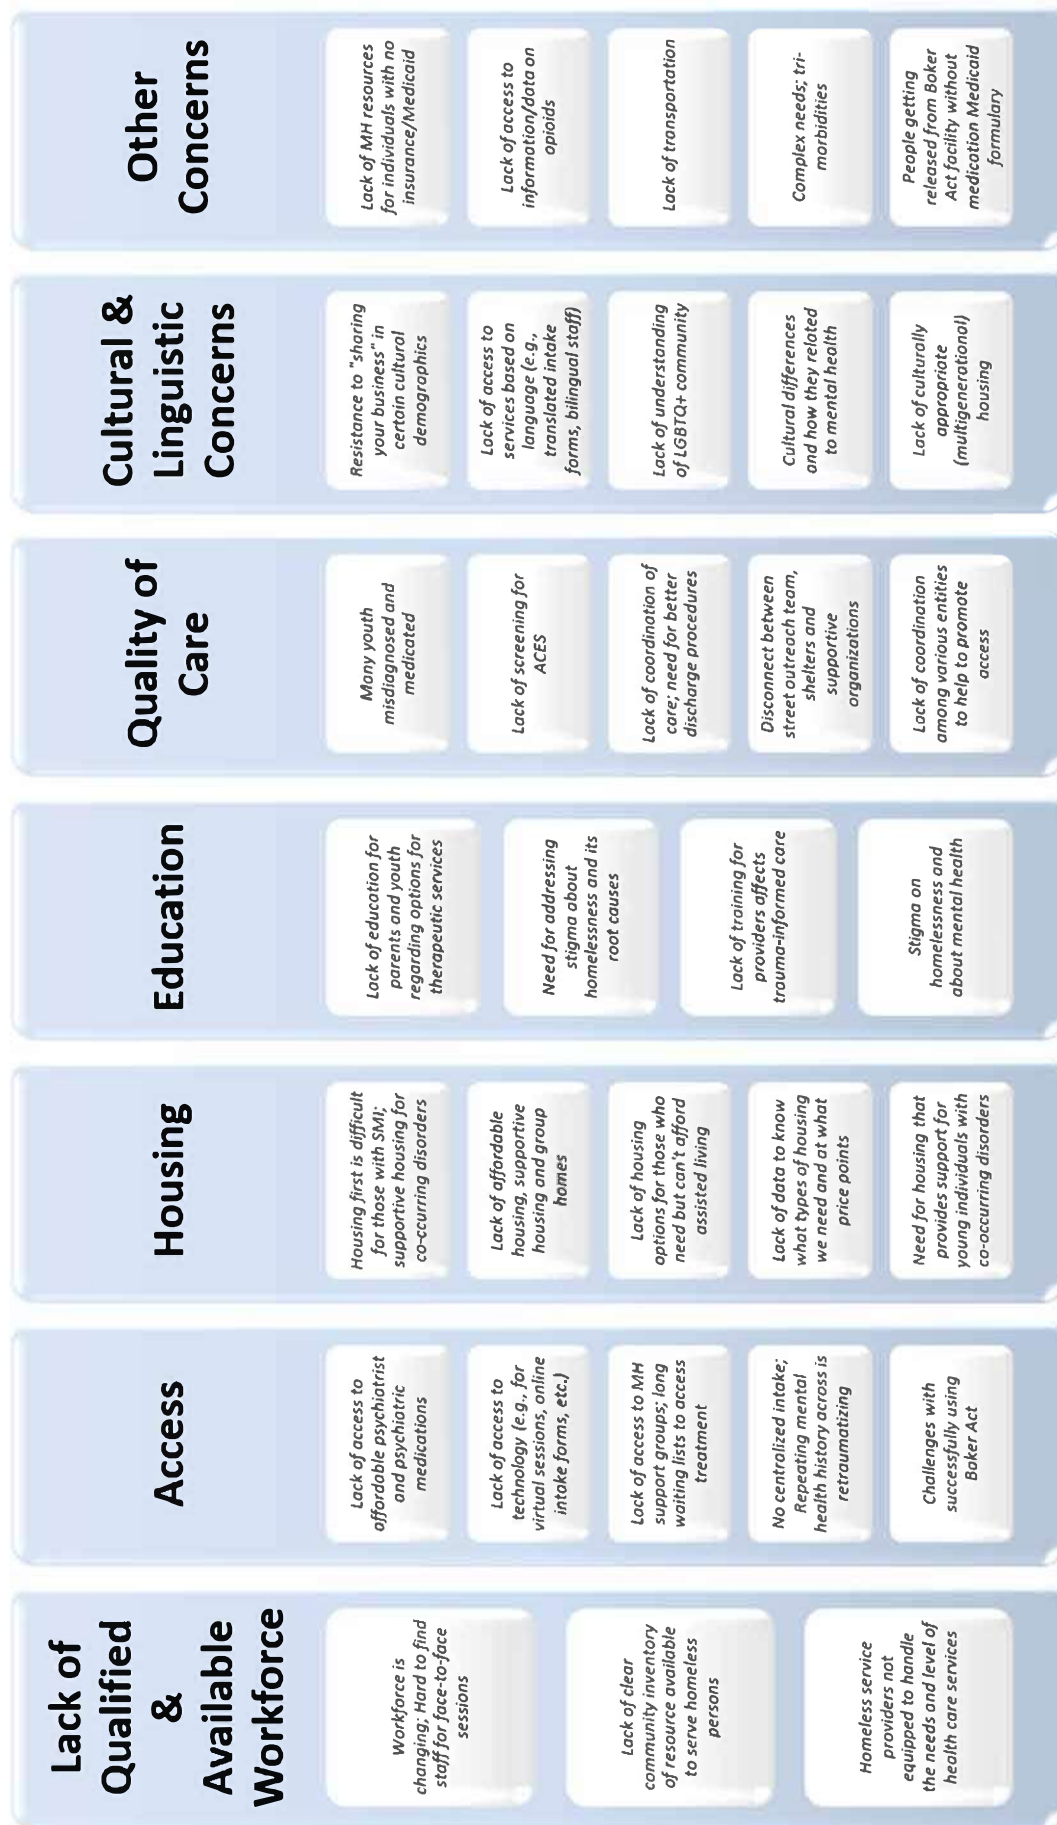 Lack of
Qualified
&
Available
Workforce
Workforce is
changing; Hard to find
staff for face-to-face
sessions
Lack of clear
community inventory
of resource available
to serve homeless
persons
Homeless service
providers not
equipped to handle
the needs and level of
health care services
Access
Lack of access to
affordable psychiatrist
and psychiatric
medications
Lack of access to
technology (e.g., for
virtual sessions, online
intake forms, etc.)
Lack of access to MH
support groups; long
waiting lists to access
treatment
No centralized intake;
Repeating mental
health history across is
retraumatizing
Challenges with
successfully using
Baker Act
Housing
Housing first is difficult
for those with SMI;
supportive housing for
co-curring disorders
Lack of affordable
housing, supportive
housing and group
homes
Lack of housing
options for those who
need but can't afford
assisted living
Lack of data to know
what types of housing
we need and at what
price points
Need for housing that
provides support for
young individuals with
co-occurring disorders
Education
Lack of education for
parents and youth
regarding options for
therapeutic services
Need for addressing
stigma about
homelessness and its
root causes
Lack of training for
providers affects
trauma-informed care
Stigma on
homelessness and
about mental health
Quality of
Care
Many youth
misdiagnosed and
medicated
Lack of screening for
ACES
Lack of coordination of
care; need for better
discharge procedures
Disconnect between
street outreach team,
shelters and
supportive
organizations
Lack of coordination
among various entities
to help to promote
access
Cultural &
Linguistic
Concerns
Resistance to "sharing
your business" in
certain cultural
demographics
Lack of access to
services based on
language (e.g.,
translated intake
forms, bilingual staff)
Lack of understanding
of LGBTQ+ community
Cultural differences
and how they related
to mental health
Lack of culturally
appropriate
(multigenerational)
housing
Other
Concerns
Lack of MH resources
for individuals with no
insurance/Medicaid
Lack of access to
information/data on
opioids
Lack of transportation
Complex needs; tri-
morbidities
People getting
released from Boker
Act facility without
medication Medicaid
formulary